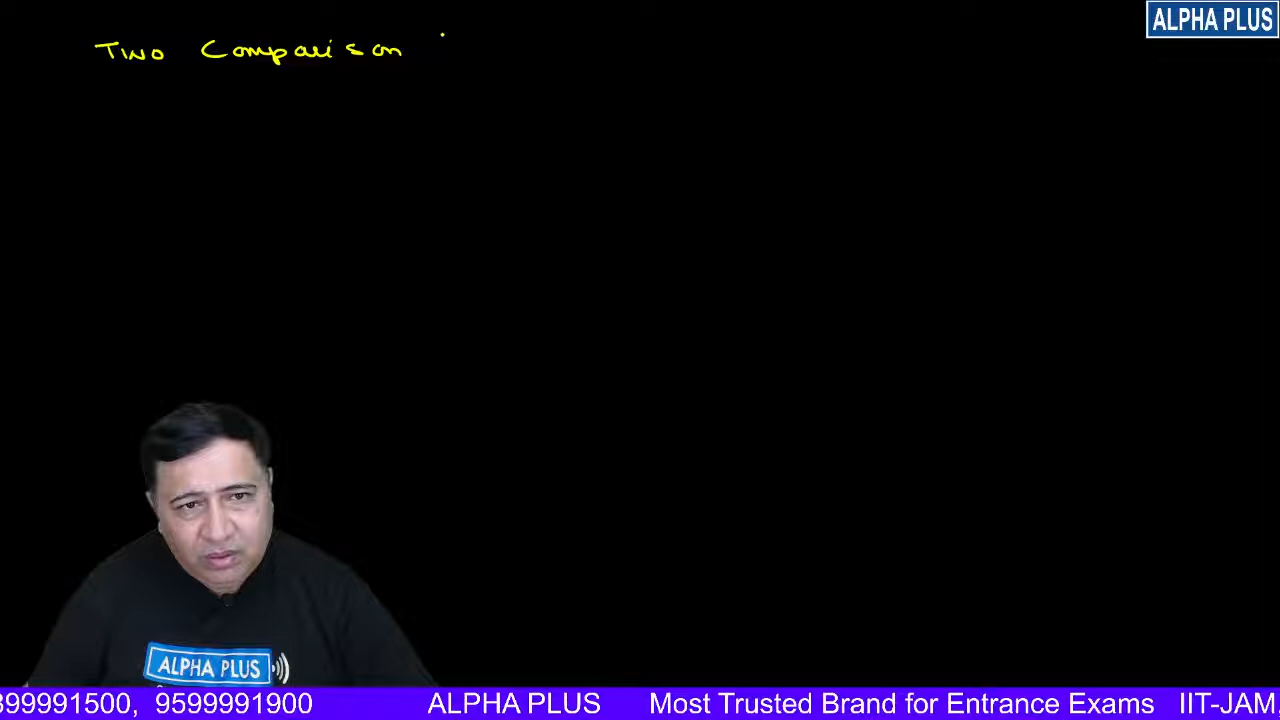 ALPHA PLUS
Two Comparison
ALPHA PLUS
399991500, 9599991900 ALPHA PLUS Most Trusted Brand for Entrance Exams IIT-JAM.